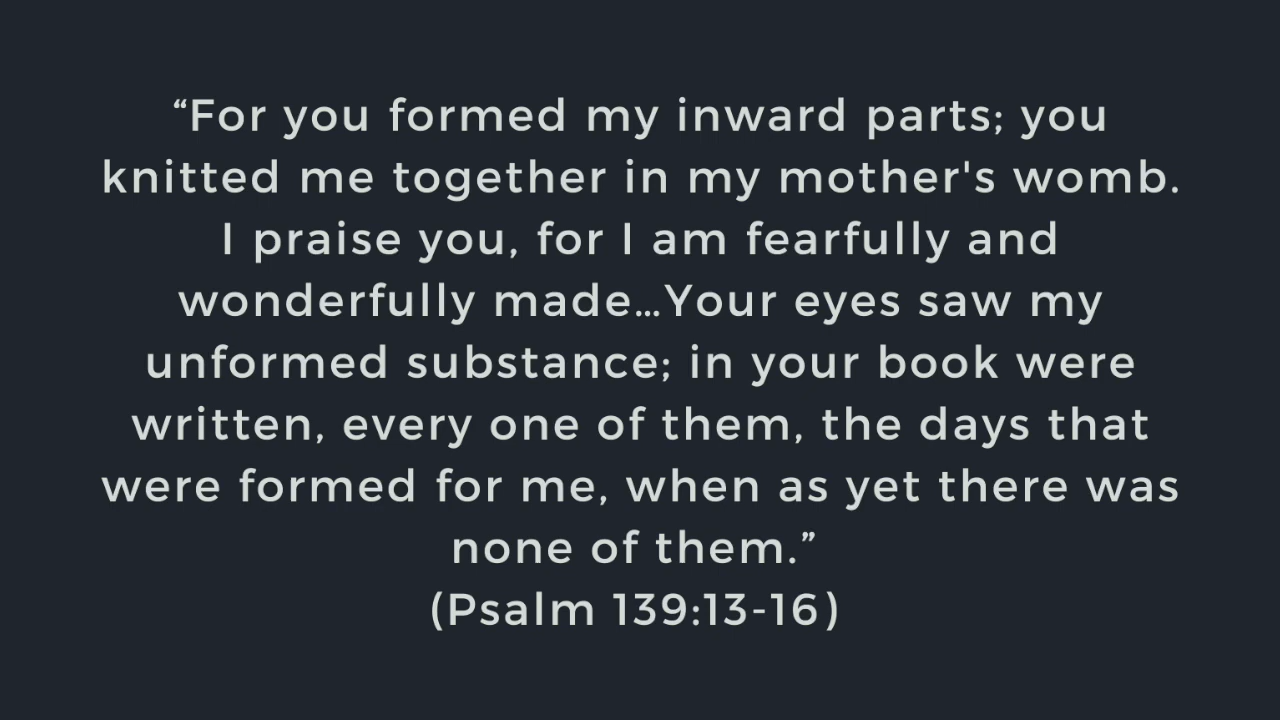 “For you formed my inward parts; you
knitted me together in my mother's womb.
I praise you, for I am fearfully and
wonderfully made…Your eyes saw my
unformed substance; in your book were
written, every one of them, the days that
were formed for me, when as yet there was
none of them.”
(Psalm 139:13-16)